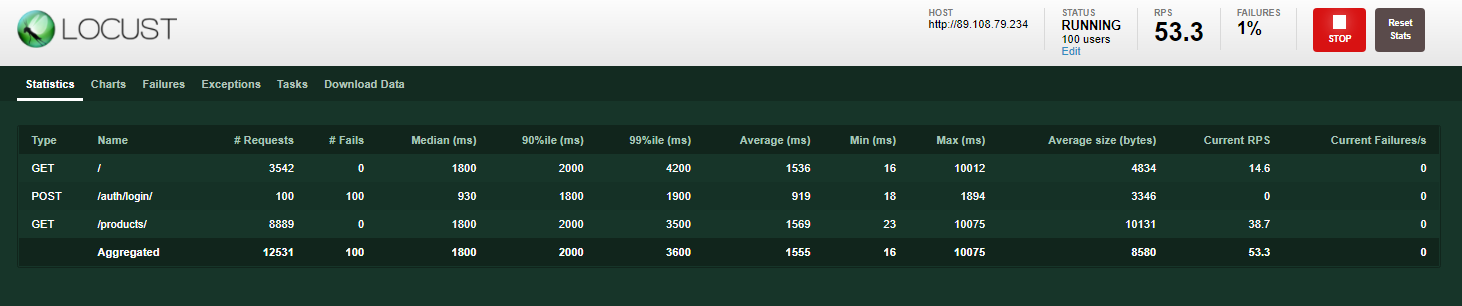 LOCUST
HOST
http://89.108.79.234
STATUS
RUNNING
100 users
Edit
RPS
53.3
FAILURES
1%
STOP
Reset
Stats
Statistics Charts Failures Exceptions Tasks Download Data
Type Name # Requests # Fails Median (ms) 90%ile (ms) 99%ile (ms) Average (ms) Min (ms) Max (ms) Average size (bytes) Current RPS Current Failures/s
GET / 3542 0 1800 2000 4200 1536 16 10012 4834 14.6 0
POST /auth/login/ 100 100 930 1800 1900 919 18 1894 3346 0 0
GET /products/ 8889 0 1800 2000 3500 1569 23 10075 10131 38.7 0
Aggregated 12531 100 1800 2000 3600 1555 16 10075 8580 53.3 0